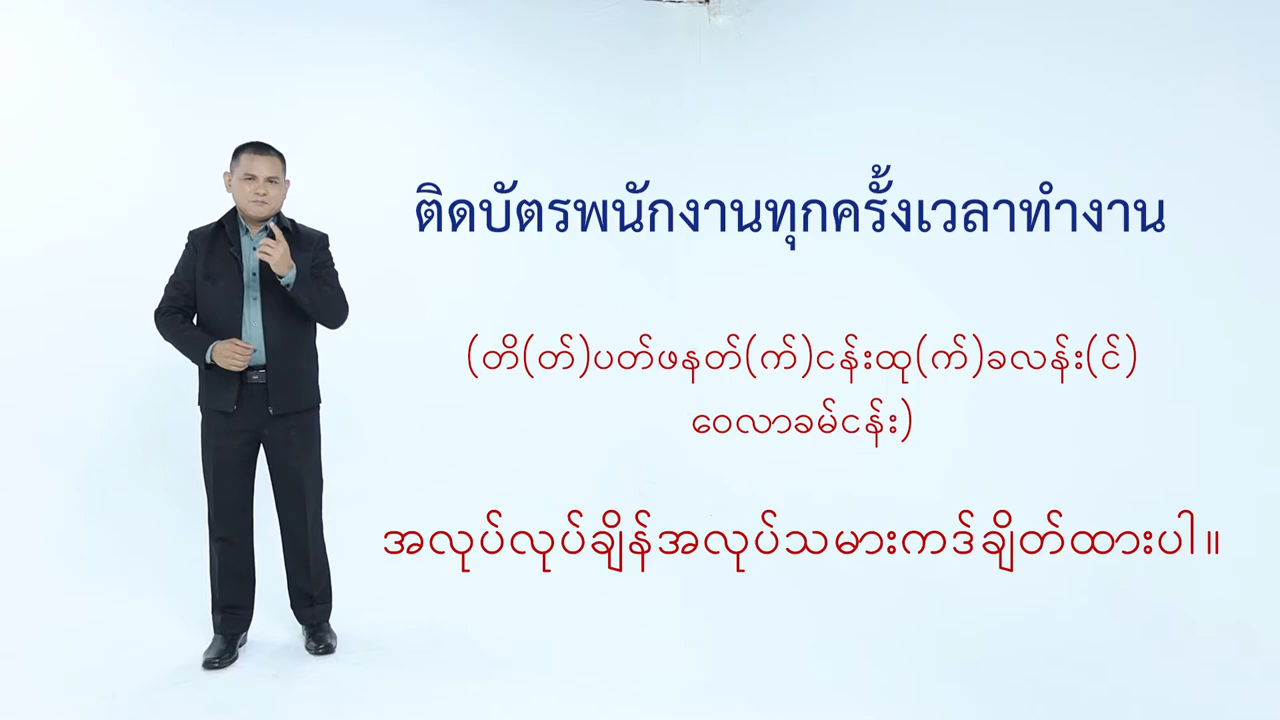 ติดบัตรพนักงานทุกครั้งเวลาทำงาน
(တိ(တ်)ပတ်ဖနတ်(က်)ငန်းထု(က်)ခလန်း(င်)
ဝေလာခမ်ငန်း)
အလုပ်လုပ်ချိန်အလုပ်သမားကဒ်ချိတ်ထားပါ။